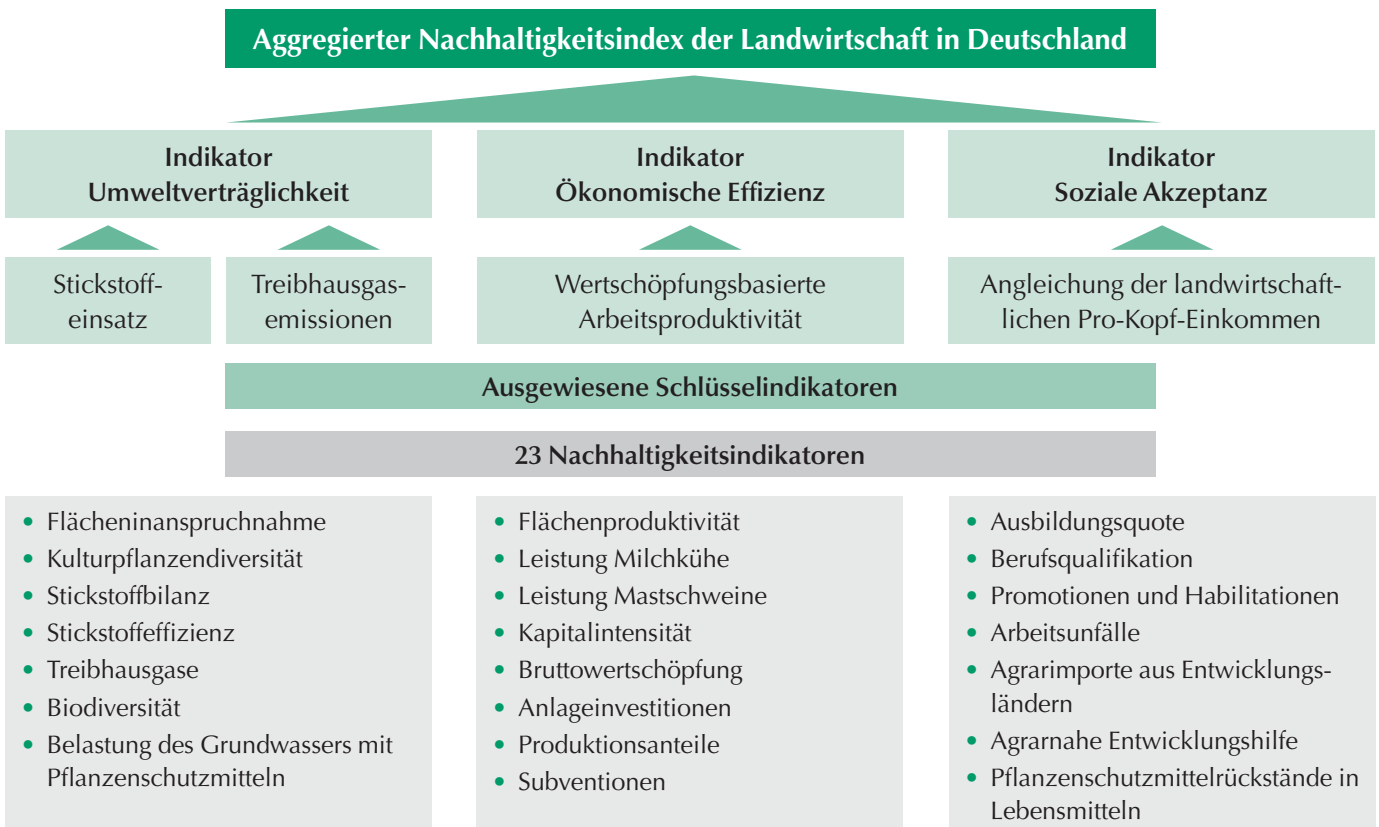 Aggregierter Nachhaltigkeitsindex der Landwirtschaft in Deutschland
Indikator
Umweltverträglichkeit
Indikator
Ökonomische Effizienz
Indikator
Soziale Akzeptanz
Stickstoff-
einsatz
Treibhausgas-
emissionen
Wertschöpfungsbasierte
Arbeitsproduktivität
Angleichung der landwirtschaft-
lichen Pro-Kopf-Einkommen
Ausgewiesene Schlüsselindikatoren
23 Nachhaltigkeitsindikatoren
• Flächeninanspruchnahme
• Kulturpflanzendiversität
• Stickstoffbilanz
• Stickstoffeffizienz
• Treibhausgase
• Biodiversität
• Belastung des Grundwassers mit
Pflanzenschutzmitteln
• Flächenproduktivität
• Leistung Milchkühe
• Leistung Mastschweine
• Kapitalintensität
• Bruttowertschöpfung
• Anlageinvestitionen
• Produktionsanteile
• Subventionen
• Ausbildungsquote
• Berufsqualifikation
• Promotionen und Habilitationen
• Arbeitsunfälle
• Agrarimporte aus Entwicklungs-
ländern
• Agrarnahe Entwicklungshilfe
• Pflanzenschutzmittelrückstände in
Lebensmitteln